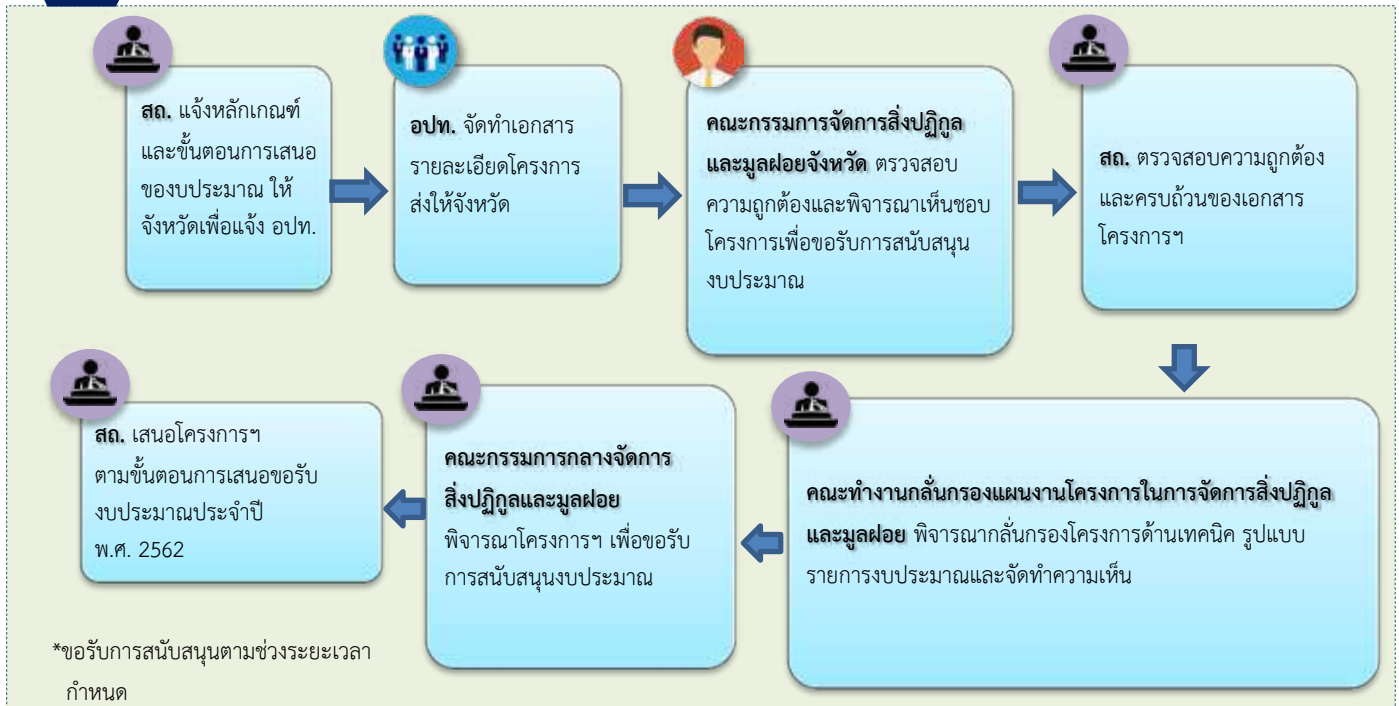 สถ. แจ้งหลักเกณฑ์
และขั้นตอนการเสนอ
ของบประมาณ ให้
จังหวัดเพื่อแจ้ง อปท.
อปท. จัดทำเอกสาร
รายละเอียดโครงการ
ส่งให้จังหวัด
คณะกรรมการจัดการสิ่งปฏิกูล
และมูลฝอยจังหวัด ตรวจสอบ
ความถูกต้องและพิจารณาเห็นชอบ
โครงการเพื่อขอรับการสนับสนุน
งบประมาณ
สถ. ตรวจสอบความถูกต้อง
และครบถ้วนของเอกสาร
โครงการฯ
คณะทำงานกลั่นกรองแผนงานโครงการในการจัดการสิ่งปฏิกูล
และมูลฝอย พิจารณากลั่นกรองโครงการด้านเทคนิค รูปแบบ
รายการงบประมาณและจัดทำความเห็น
คณะกรรมการกลางจัดการ
สิ่งปฏิกูลและมูลฝอย
พิจารณาโครงการฯ เพื่อขอรับ
การสนับสนุนงบประมาณ
สถ. เสนอโครงการฯ
ตามขั้นตอนการเสนอขอรับ
งบประมาณประจำปี
พ.ศ. 2562
*ขอรับการสนับสนุนตามช่วงระยะเวลา
กำหนด